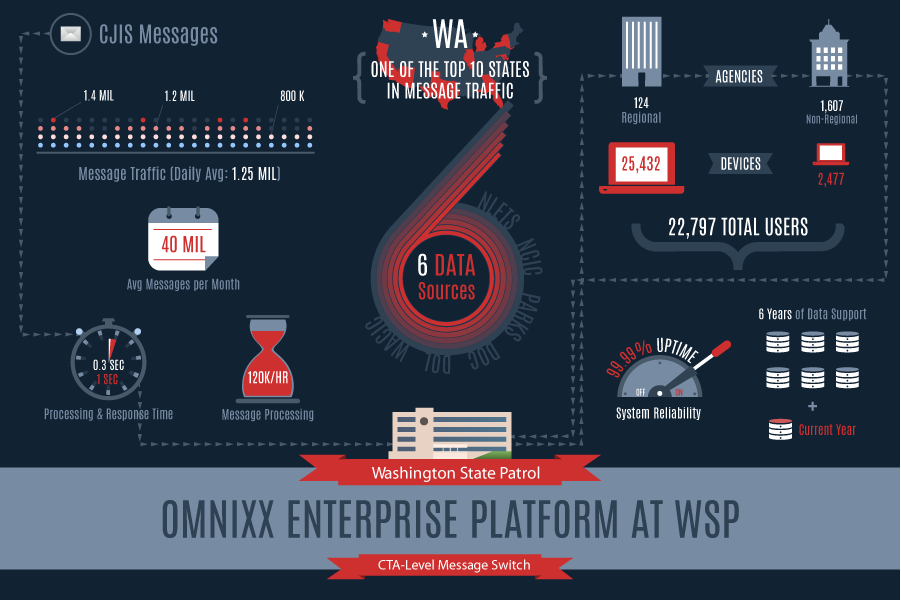 CJIS Messages
1.4 MIL
1.2 MIL
800 K
Message Traffic (Daily Avg: 1.25 MIL)
40 MIL
Avg Messages per Month
0.3 SEC
1 SEC
Processing & Response Time
120K/HR
Message Processing
WA
ONE OF THE TOP 10 STATES
IN MESSAGE TRAFFIC
6 DATA
Sources
NLETS
NCIC
PARKS
DOC
DOL
WACIC
AGENCIES
124
Regional
1,607
Non-Regional
25,432
DEVICES
2,477
22,797 TOTAL USERS
99.99% UPTIME
OFF
ON
System Reliability
6 Years of Data Support
+
Current Year
Washington State Patrol
OMNIXX ENTERPRISE PLATFORM AT WSP
CTA-Level Message Switch